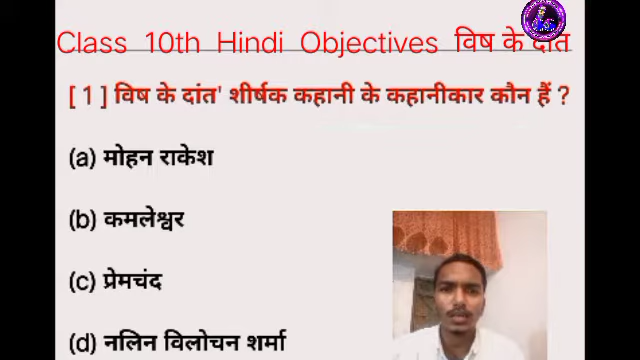 Class 10th Hindi Objectives विष के दांत
[ 1 ] विष के दांत' शीर्षक कहानी के कहानीकार कौन हैं ?
(a) मोहन राकेश
(b) कमलेश्वर
(c) प्रेमचंद
(d) नलिन विलोचन शर्मा